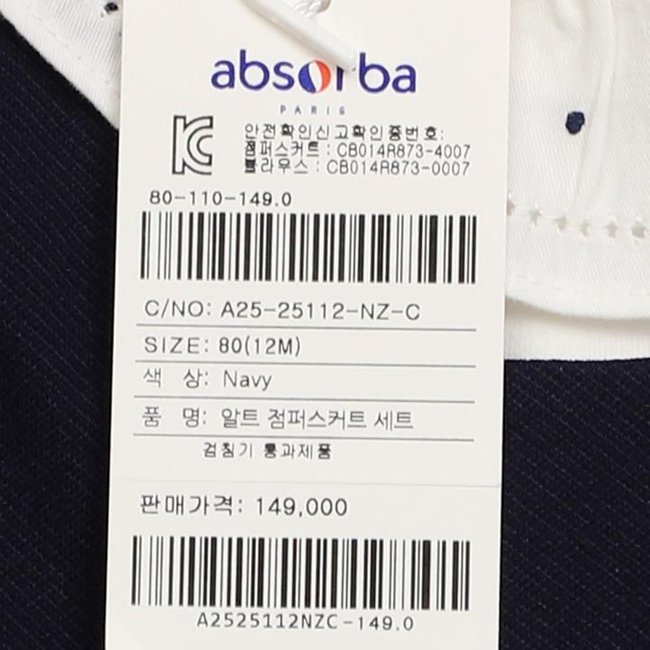 absorba
PARIS
안전확인신고확인증번호:
점퍼스커트 : CB014R873-4007
블라우스 : CB014R873-0007
80-110-149.0
C/NO: A25-25112-NZ-C
SIZE: 80(12M)
색 상: Navy
품 명: 알트 점퍼스커트 세트
검침기 통과제품
판매가격: 149,000
A2525112NZC-149.0